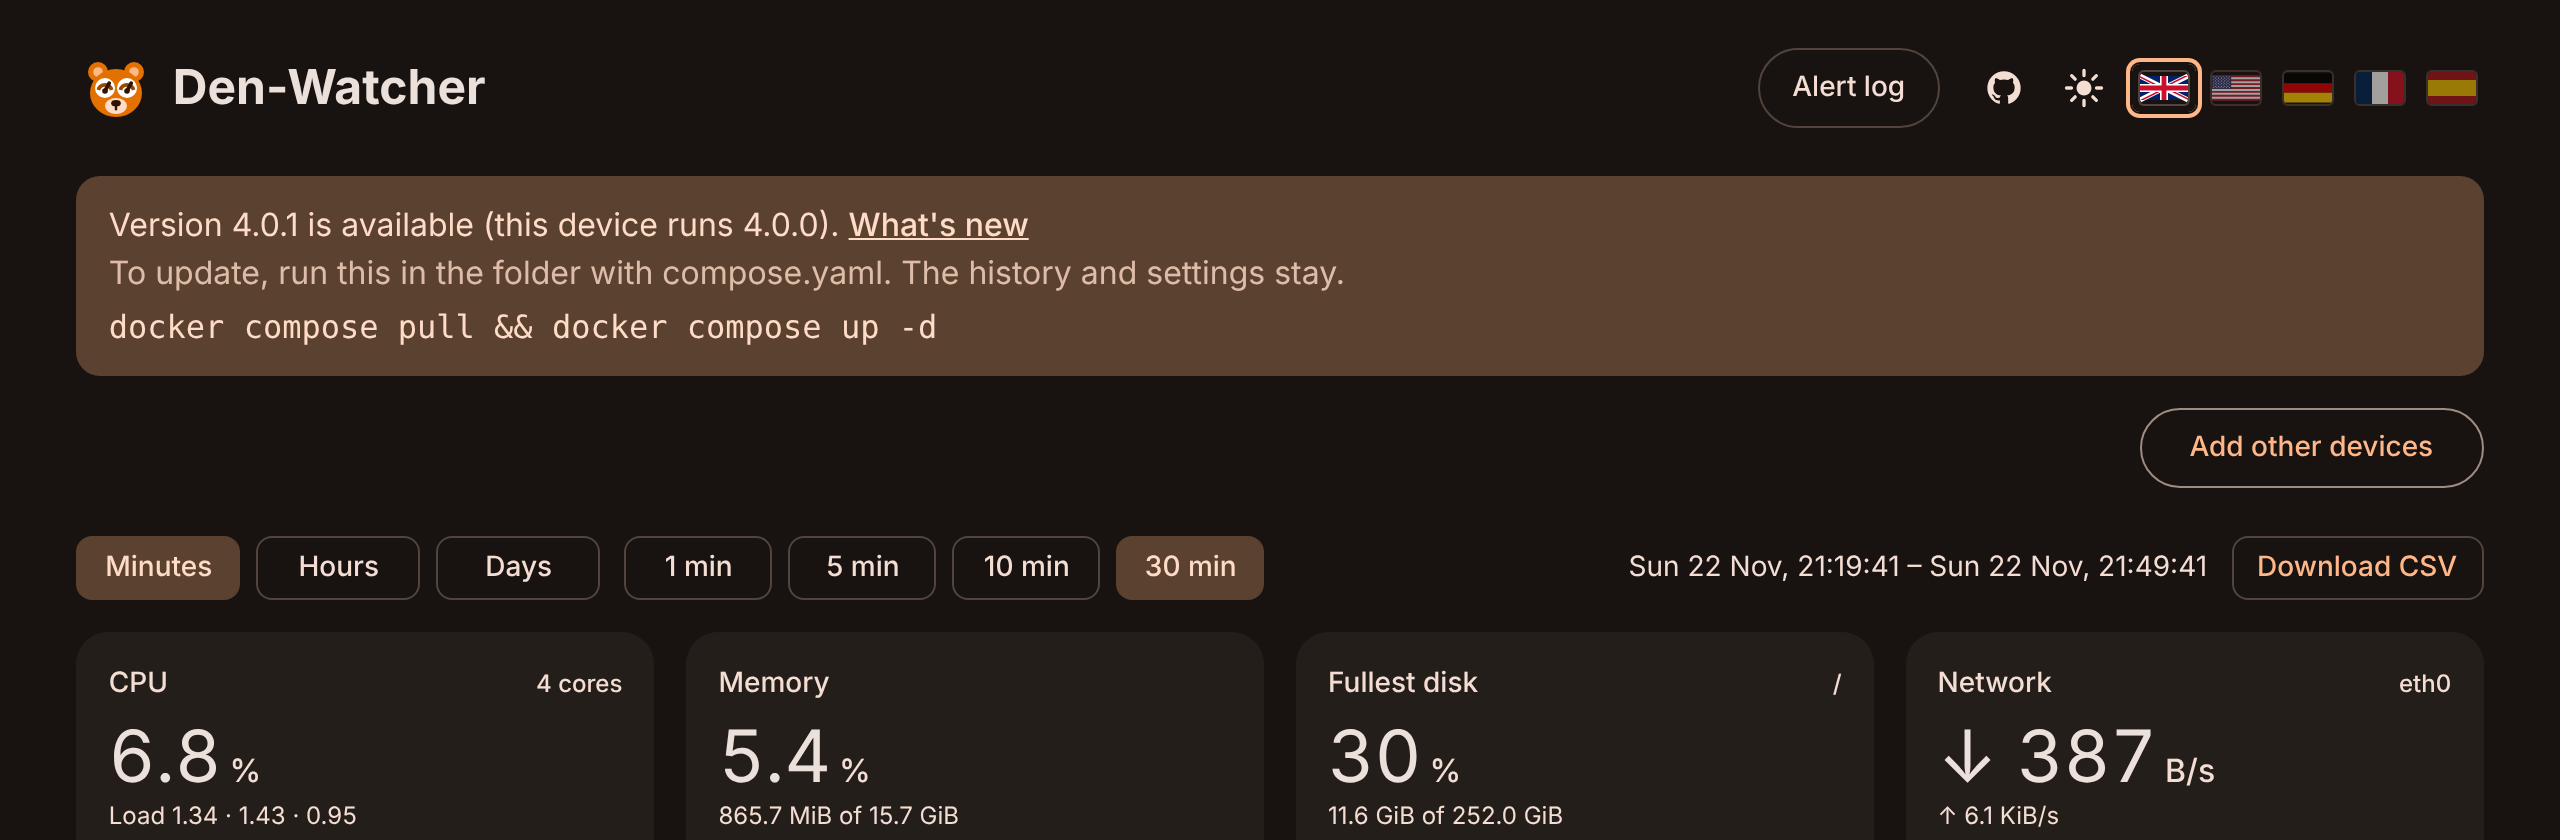 Den-Watcher
Alert log
Version 4.0.1 is available (this device runs 4.0.0). What's new
To update, run this in the folder with compose.yaml. The history and settings stay.
docker compose pull && docker compose up -d
Add other devices
Minutes Hours Days 1 min 5 min 10 min 30 min
Sun 22 Nov, 21:19:41 – Sun 22 Nov, 21:49:41 Download CSV
CPU 4 cores
6.8 %
Load 1.34 · 1.43 · 0.95
Memory
5.4 %
865.7 MiB of 15.7 GiB
Fullest disk /
30 %
11.6 GiB of 252.0 GiB
Network eth0
↓ 387 B/s
↑ 6.1 KiB/s